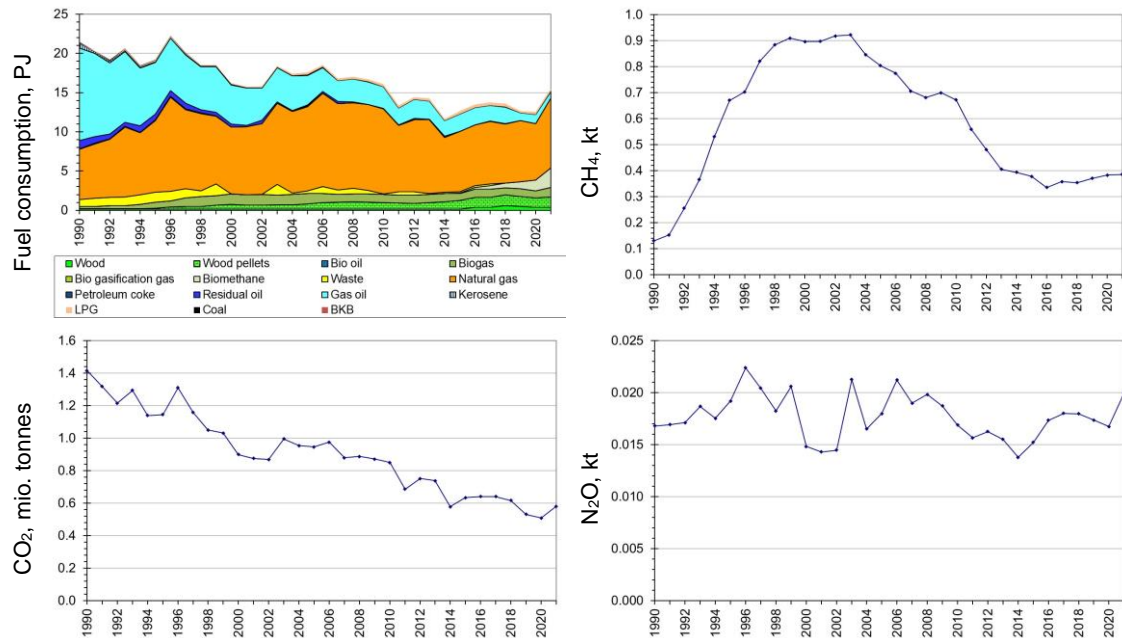 Fuel consumption, PJ
25
20
15
10
5
0
1990 1992 1994 1996 1998 2000 2002 2004 2006 2008 2010 2012 2014 2016 2018 2020
Wood Wood pellets Bio oil Biogas
Bio gasification gas Biomethane Waste Natural gas
Petroleum coke Residual oil Gas oil Kerosene
LPG Coal BKB
CH₄, kt
1.0
0.9
0.8
0.7
0.6
0.5
0.4
0.3
0.2
0.1
0.0
1990 1992 1994 1996 1998 2000 2002 2004 2006 2008 2010 2012 2014 2016 2018 2020
CO₂, mio. tonnes
1.6
1.4
1.2
1.0
0.8
0.6
0.4
0.2
0.0
1990 1992 1994 1996 1998 2000 2002 2004 2006 2008 2010 2012 2014 2016 2018 2020
N₂O, kt
0.025
0.020
0.015
0.010
0.005
0.000
1990 1992 1994 1996 1998 2000 2002 2004 2006 2008 2010 2012 2014 2016 2018 2020